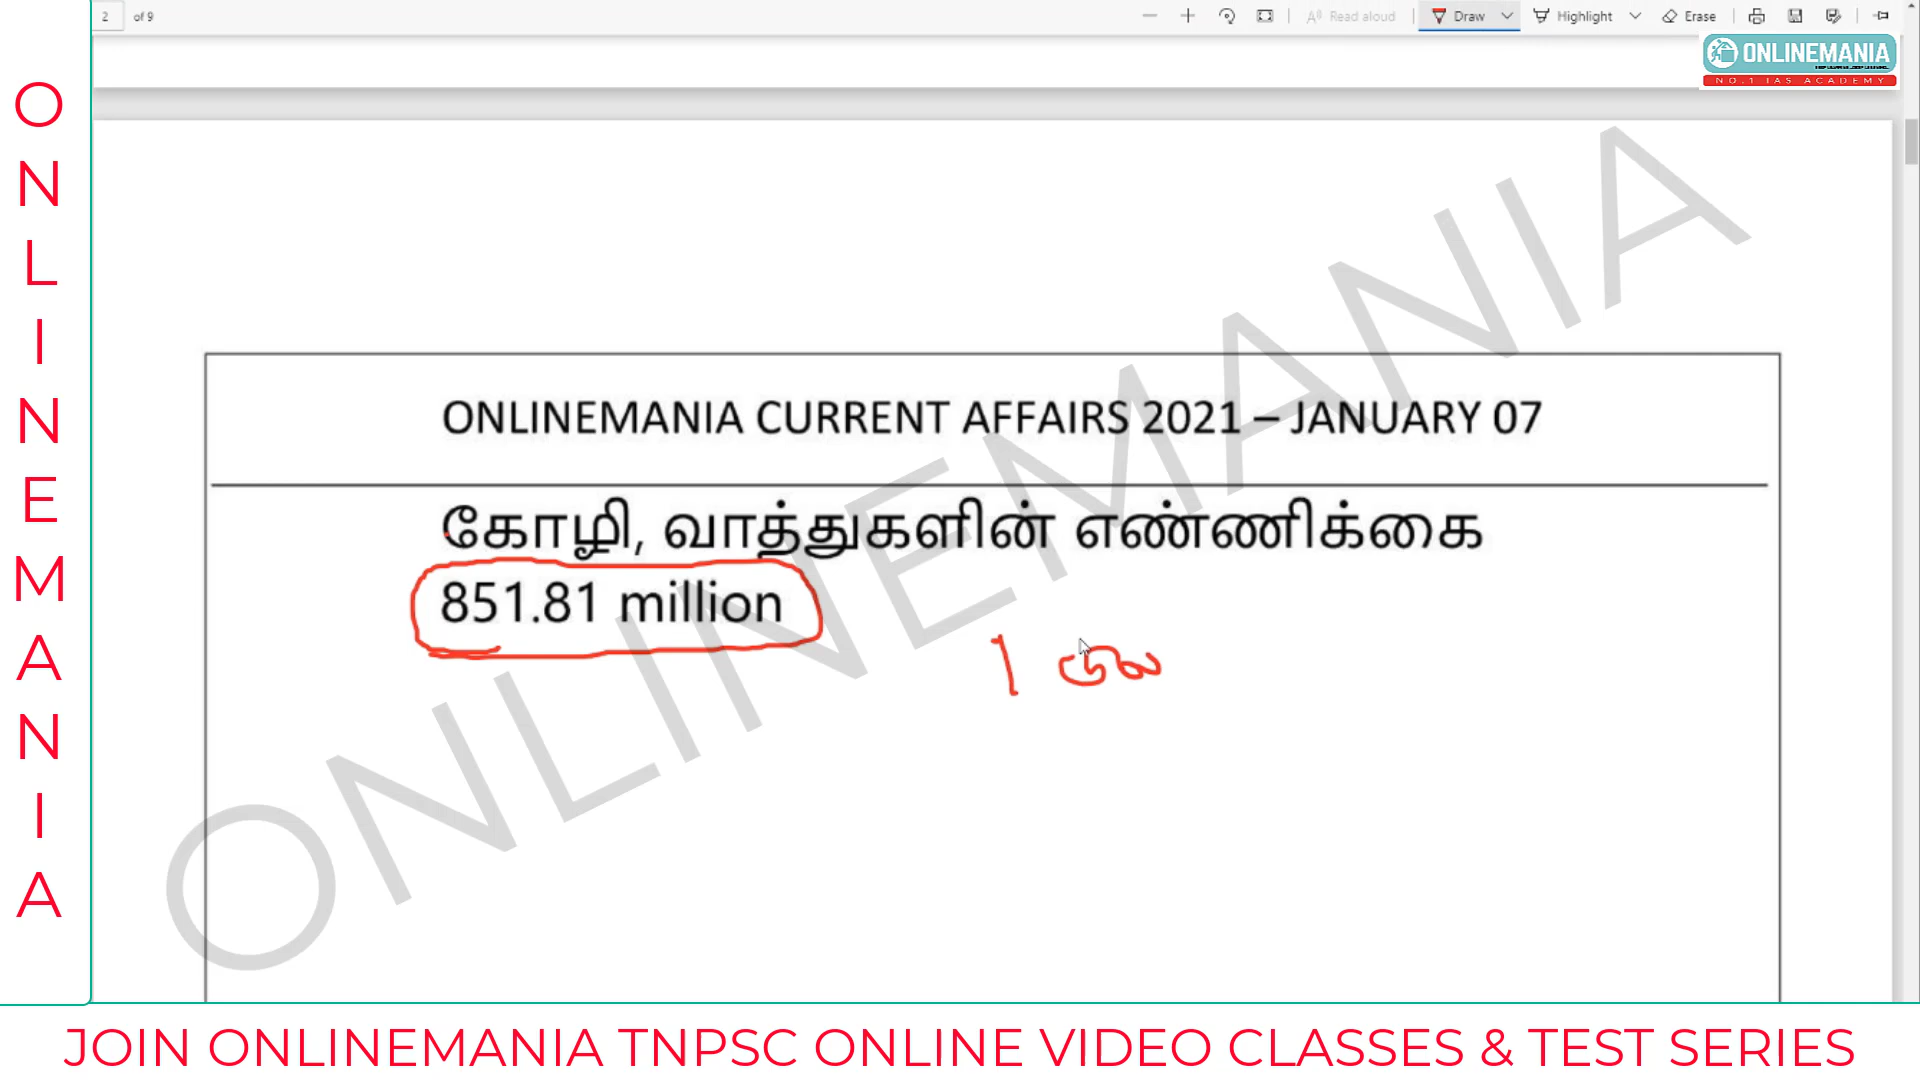 2 of 9
Read aloud
Draw
Highlight
Erase
ONLINEMANIA
NO.1 IAS ACADEMY
ONLINEMANIA
ONLINEMANIA
ONLINEMANIA CURRENT AFFAIRS 2021 – JANUARY 07
கோழி, வாத்துகளின் எண்ணிக்கை
851.81 million
1
JOIN ONLINEMANIA TNPSC ONLINE VIDEO CLASSES & TEST SERIES